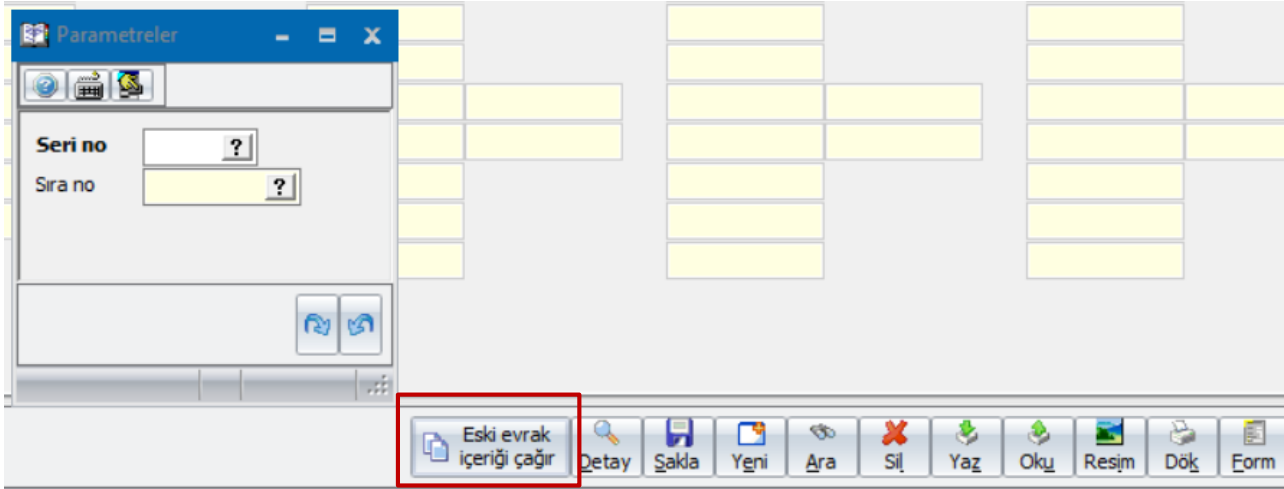 Parametreler
Seri no ?
Sıra no ?
Eski evrak
içeriği çağır
Detay Sakla Yeni Ara Sil Yaz Oku Resim Dök Form